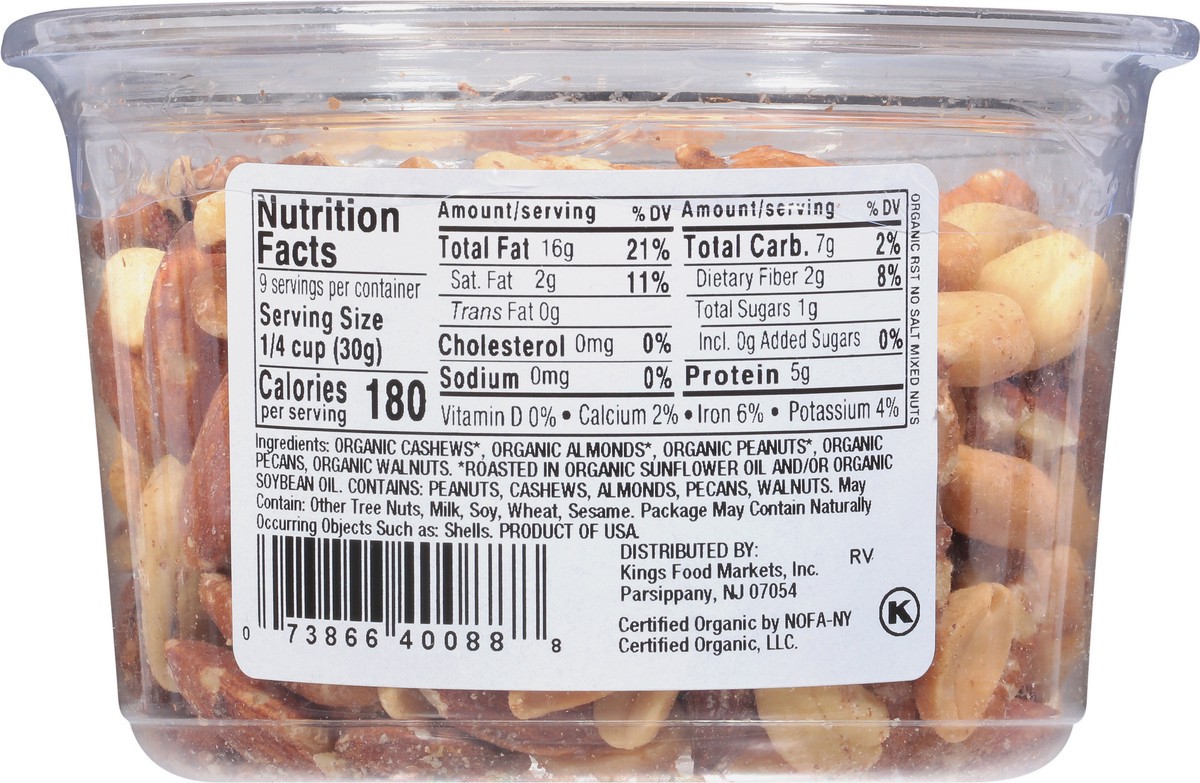 Nutrition
Facts
9 servings per container
Serving Size
1/4 cup (30g)
Calories 180
per serving
Amount/serving % DV
Total Fat 16g 21%
Sat. Fat 2g 11%
Trans Fat 0g
Cholesterol 0mg 0%
Sodium 0mg 0%
Amount/serving % DV
Total Carb. 7g 2%
Dietary Fiber 2g 8%
Total Sugars 1g
Incl. 0g Added Sugars 0%
Protein 5g
Vitamin D 0% • Calcium 2% • Iron 6% • Potassium 4%
ORGANIC RST NO SALT MIXED NUTS
Ingredients: ORGANIC CASHEWS*, ORGANIC ALMONDS*, ORGANIC PEANUTS*, ORGANIC
PECANS, ORGANIC WALNUTS. *ROASTED IN ORGANIC SUNFLOWER OIL AND/OR ORGANIC
SOYBEAN OIL. CONTAINS: PEANUTS, CASHEWS, ALMONDS, PECANS, WALNUTS. May
Contain: Other Tree Nuts, Milk, Soy, Wheat, Sesame. Package May Contain Naturally
Occurring Objects Such as: Shells. PRODUCT OF USA.
0 73866 40088 8
DISTRIBUTED BY:
Kings Food Markets, Inc.
Parsippany, NJ 07054
RV
Certified Organic by NOFA-NY
Certified Organic, LLC.
K